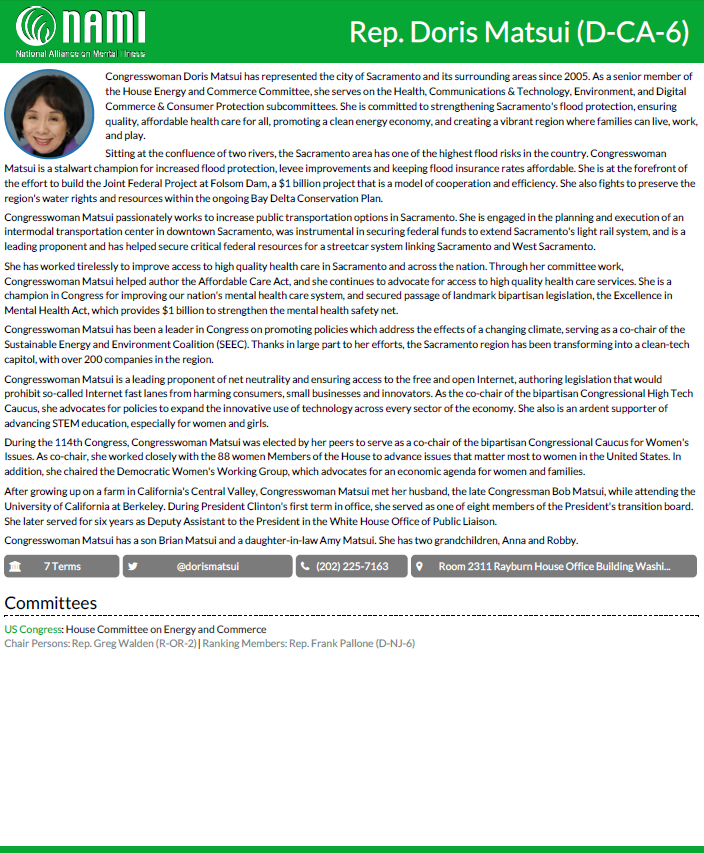 NAMI
National Alliance on Mental Illness
Rep. Doris Matsui (D-CA-6)
Congresswoman Doris Matsui has represented the city of Sacramento and its surrounding areas since 2005. As a senior member of
the House Energy and Commerce Committee, she serves on the Health, Communications & Technology, Environment, and Digital
Commerce & Consumer Protection subcommittees. She is committed to strengthening Sacramento's flood protection, ensuring
quality, affordable health care for all, promoting a clean energy economy, and creating a vibrant region where families can live, work,
and play.
Sitting at the confluence of two rivers, the Sacramento area has one of the highest flood risks in the country. Congresswoman
Matsui is a stalwart champion for increased flood protection, levee improvements and keeping flood insurance rates affordable. She is at the forefront of
the effort to build the Joint Federal Project at Folsom Dam, a $1 billion project that is a model of cooperation and efficiency. She also fights to preserve the
region's water rights and resources within the ongoing Bay Delta Conservation Plan.
Congresswoman Matsui passionately works to increase public transportation options in Sacramento. She is engaged in the planning and execution of an
intermodal transportation center in downtown Sacramento, was instrumental in securing federal funds to extend Sacramento's light rail system, and is a
leading proponent and has helped secure critical federal resources for a streetcar system linking Sacramento and West Sacramento.
She has worked tirelessly to improve access to high quality health care in Sacramento and across the nation. Through her committee work,
Congresswoman Matsui helped author the Affordable Care Act, and she continues to advocate for access to high quality health care services. She is a
champion in Congress for improving our nation's mental health care system, and secured passage of landmark bipartisan legislation, the Excellence in
Mental Health Act, which provides $1 billion to strengthen the mental health safety net.
Congresswoman Matsui has been a leader in Congress on promoting policies which address the effects of a changing climate, serving as a co-chair of the
Sustainable Energy and Environment Coalition (SEEC). Thanks in large part to her efforts, the Sacramento region has been transforming into a clean-tech
capitol, with over 200 companies in the region.
Congresswoman Matsui is a leading proponent of net neutrality and ensuring access to the free and open Internet, authoring legislation that would
prohibit so-called Internet fast lanes from harming consumers, small businesses and innovators. As the co-chair of the bipartisan Congressional High Tech
Caucus, she advocates for policies to expand the innovative use of technology across every sector of the economy. She also is an ardent supporter of
advancing STEM education, especially for women and girls.
During the 114th Congress, Congresswoman Matsui was elected by her peers to serve as a co-chair of the bipartisan Congressional Caucus for Women's
Issues. As co-chair, she worked closely with the 88 women Members of the House to advance issues that matter most to women in the United States. In
addition, she chaired the Democratic Women's Working Group, which advocates for an economic agenda for women and families.
After growing up on a farm in California's Central Valley, Congresswoman Matsui met her husband, the late Congressman Bob Matsui, while attending the
University of California at Berkeley. During President Clinton's first term in office, she served as one of eight members of the President's transition board.
She later served for six years as Deputy Assistant to the President in the White House Office of Public Liaison.
Congresswoman Matsui has a son Brian Matsui and a daughter-in-law Amy Matsui. She has two grandchildren, Anna and Robby.
7 Terms @dorismatsui (202) 225-7163 Room 2311 Rayburn House Office Building Washi...
Committees
US Congress: House Committee on Energy and Commerce
Chair Persons: Rep. Greg Walden (R-OR-2) | Ranking Members: Rep. Frank Pallone (D-NJ-6)